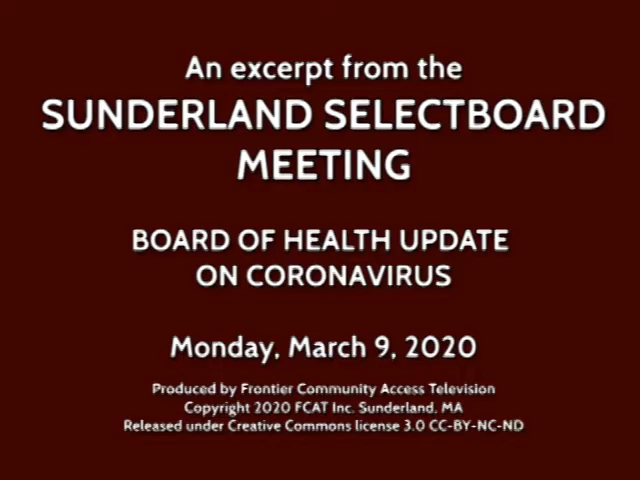 An excerpt from the
SUNDERLAND SELECTBOARD
MEETING
BOARD OF HEALTH UPDATE
ON CORONAVIRUS
Monday, March 9, 2020
Produced by Frontier Community Access Television
Copyright 2020 FCAT Inc. Sunderland, MA
Released under Creative Commons license 3.0 CC-BY-NC-ND